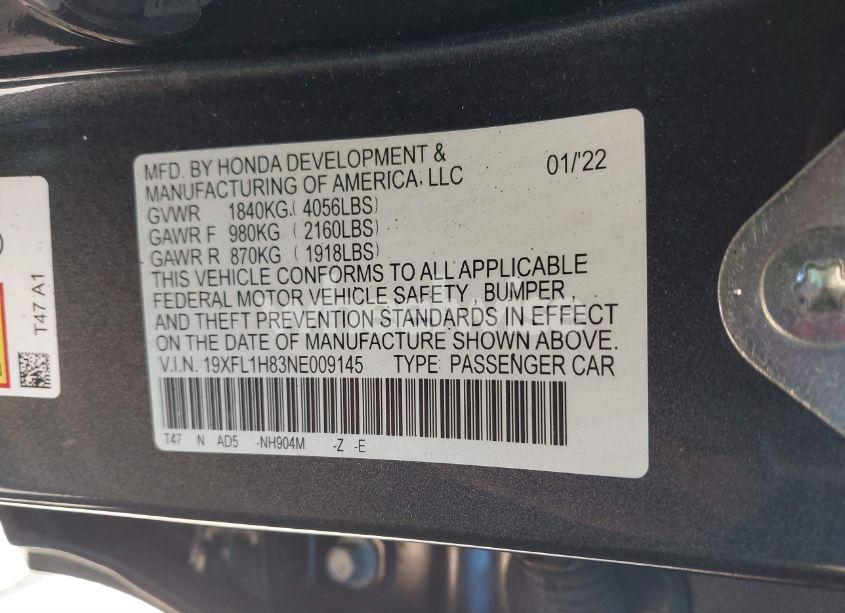 MFD. BY HONDA DEVELOPMENT & 01/'22
MANUFACTURING OF AMERICA, LLC
GVWR 1840KG ( 4056LBS)
GAWR F 980KG ( 2160LBS)
GAWR R 870KG ( 1918LBS)
THIS VEHICLE CONFORMS TO ALL APPLICABLE
FEDERAL MOTOR VEHICLE SAFETY, BUMPER,
AND THEFT PREVENTION STANDARDS IN EFFECT
ON THE DATE OF MANUFACTURE SHOWN ABOVE.
V.I.N. 19XFL1H83NE009145 TYPE: PASSENGER CAR
T47 N AD5 -NH904M -Z -E
T47 A1